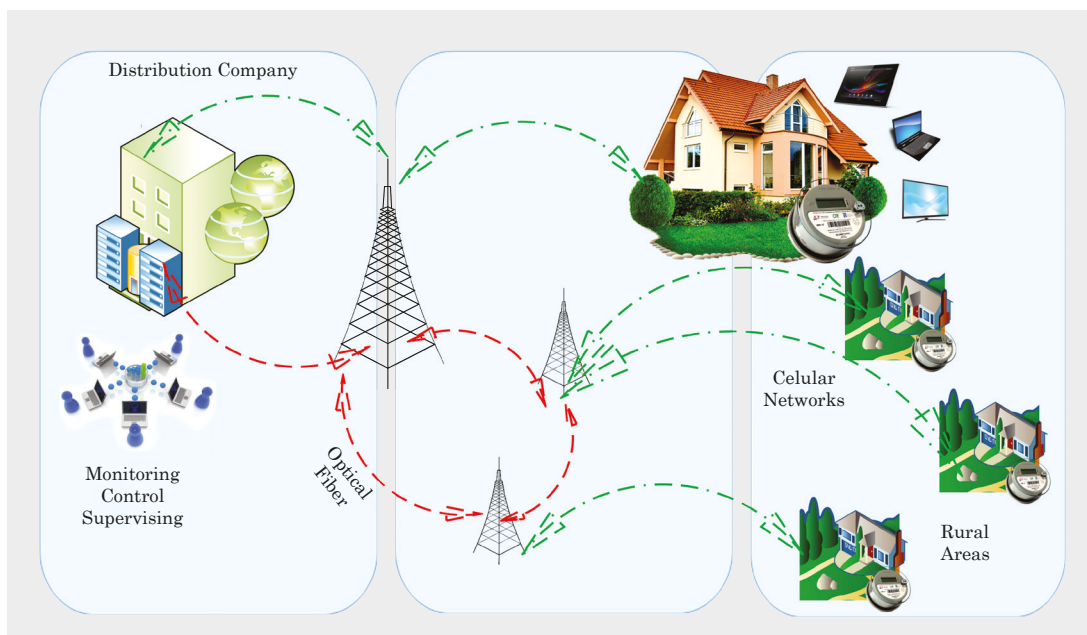 Distribution Company
Monitoring
Control
Supervising
Optical
Fiber
Celular
Networks
Rural
Areas